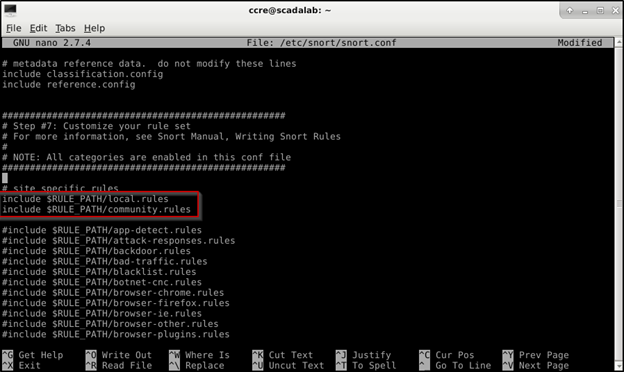 ccre@scadalab: ~
File Edit Tabs Help
GNU nano 2.7.4 File: /etc/snort/snort.conf Modified
# metadata reference data.  do not modify these lines
include classification.config
include reference.config
##################################################
# Step #7: Customize your rule set
# For more information, see Snort Manual, Writing Snort Rules
#
# NOTE: All categories are enabled in this conf file
##################################################
# site specific rules
include $RULE_PATH/local.rules
include $RULE_PATH/community.rules
#include $RULE_PATH/app-detect.rules
#include $RULE_PATH/attack-responses.rules
#include $RULE_PATH/backdoor.rules
#include $RULE_PATH/bad-traffic.rules
#include $RULE_PATH/blacklist.rules
#include $RULE_PATH/botnet-cnc.rules
#include $RULE_PATH/browser-chrome.rules
#include $RULE_PATH/browser-firefox.rules
#include $RULE_PATH/browser-ie.rules
#include $RULE_PATH/browser-other.rules
#include $RULE_PATH/browser-plugins.rules
^G Get Help ^O Write Out ^W Where Is ^K Cut Text ^J Justify ^C Cur Pos ^Y Prev Page
^X Exit ^R Read File ^\ Replace ^U Uncut Text ^T To Spell ^_ Go To Line ^V Next Page